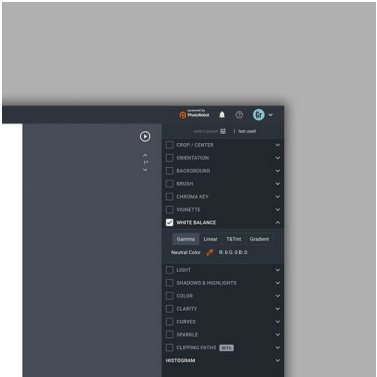 powered by
PhotoRobot
Gr
select preset | last used
CROP / CENTER
ORIENTATION
BACKGROUND
BRUSH
CHROMA KEY
VIGNETTE
WHITE BALANCE
Gamma Linear T&Tint Gradient
Neutral Color R: 0 G: 0 B: 0
LIGHT
SHADOWS & HIGHLIGHTS
COLOR
CLARITY
CURVES
SPARKLE
CLIPPING PATHS BETA
HISTOGRAM